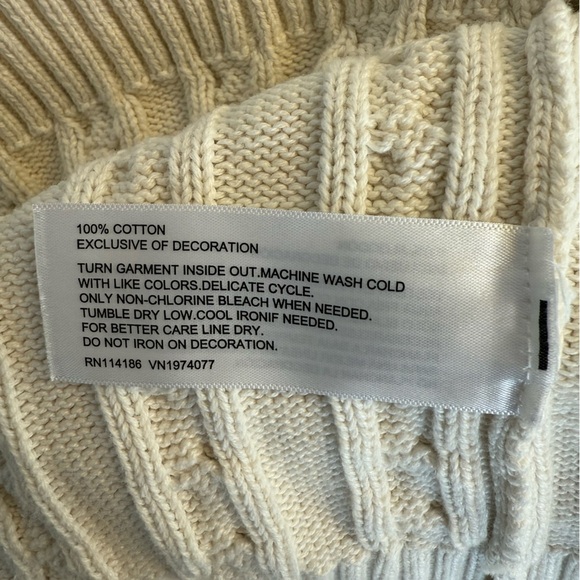 100% COTTON
EXCLUSIVE OF DECORATION
TURN GARMENT INSIDE OUT.MACHINE WASH COLD
WITH LIKE COLORS.DELICATE CYCLE.
ONLY NON-CHLORINE BLEACH WHEN NEEDED.
TUMBLE DRY LOW.COOL IRONIF NEEDED.
FOR BETTER CARE LINE DRY.
DO NOT IRON ON DECORATION.
RN114186 VN1974077